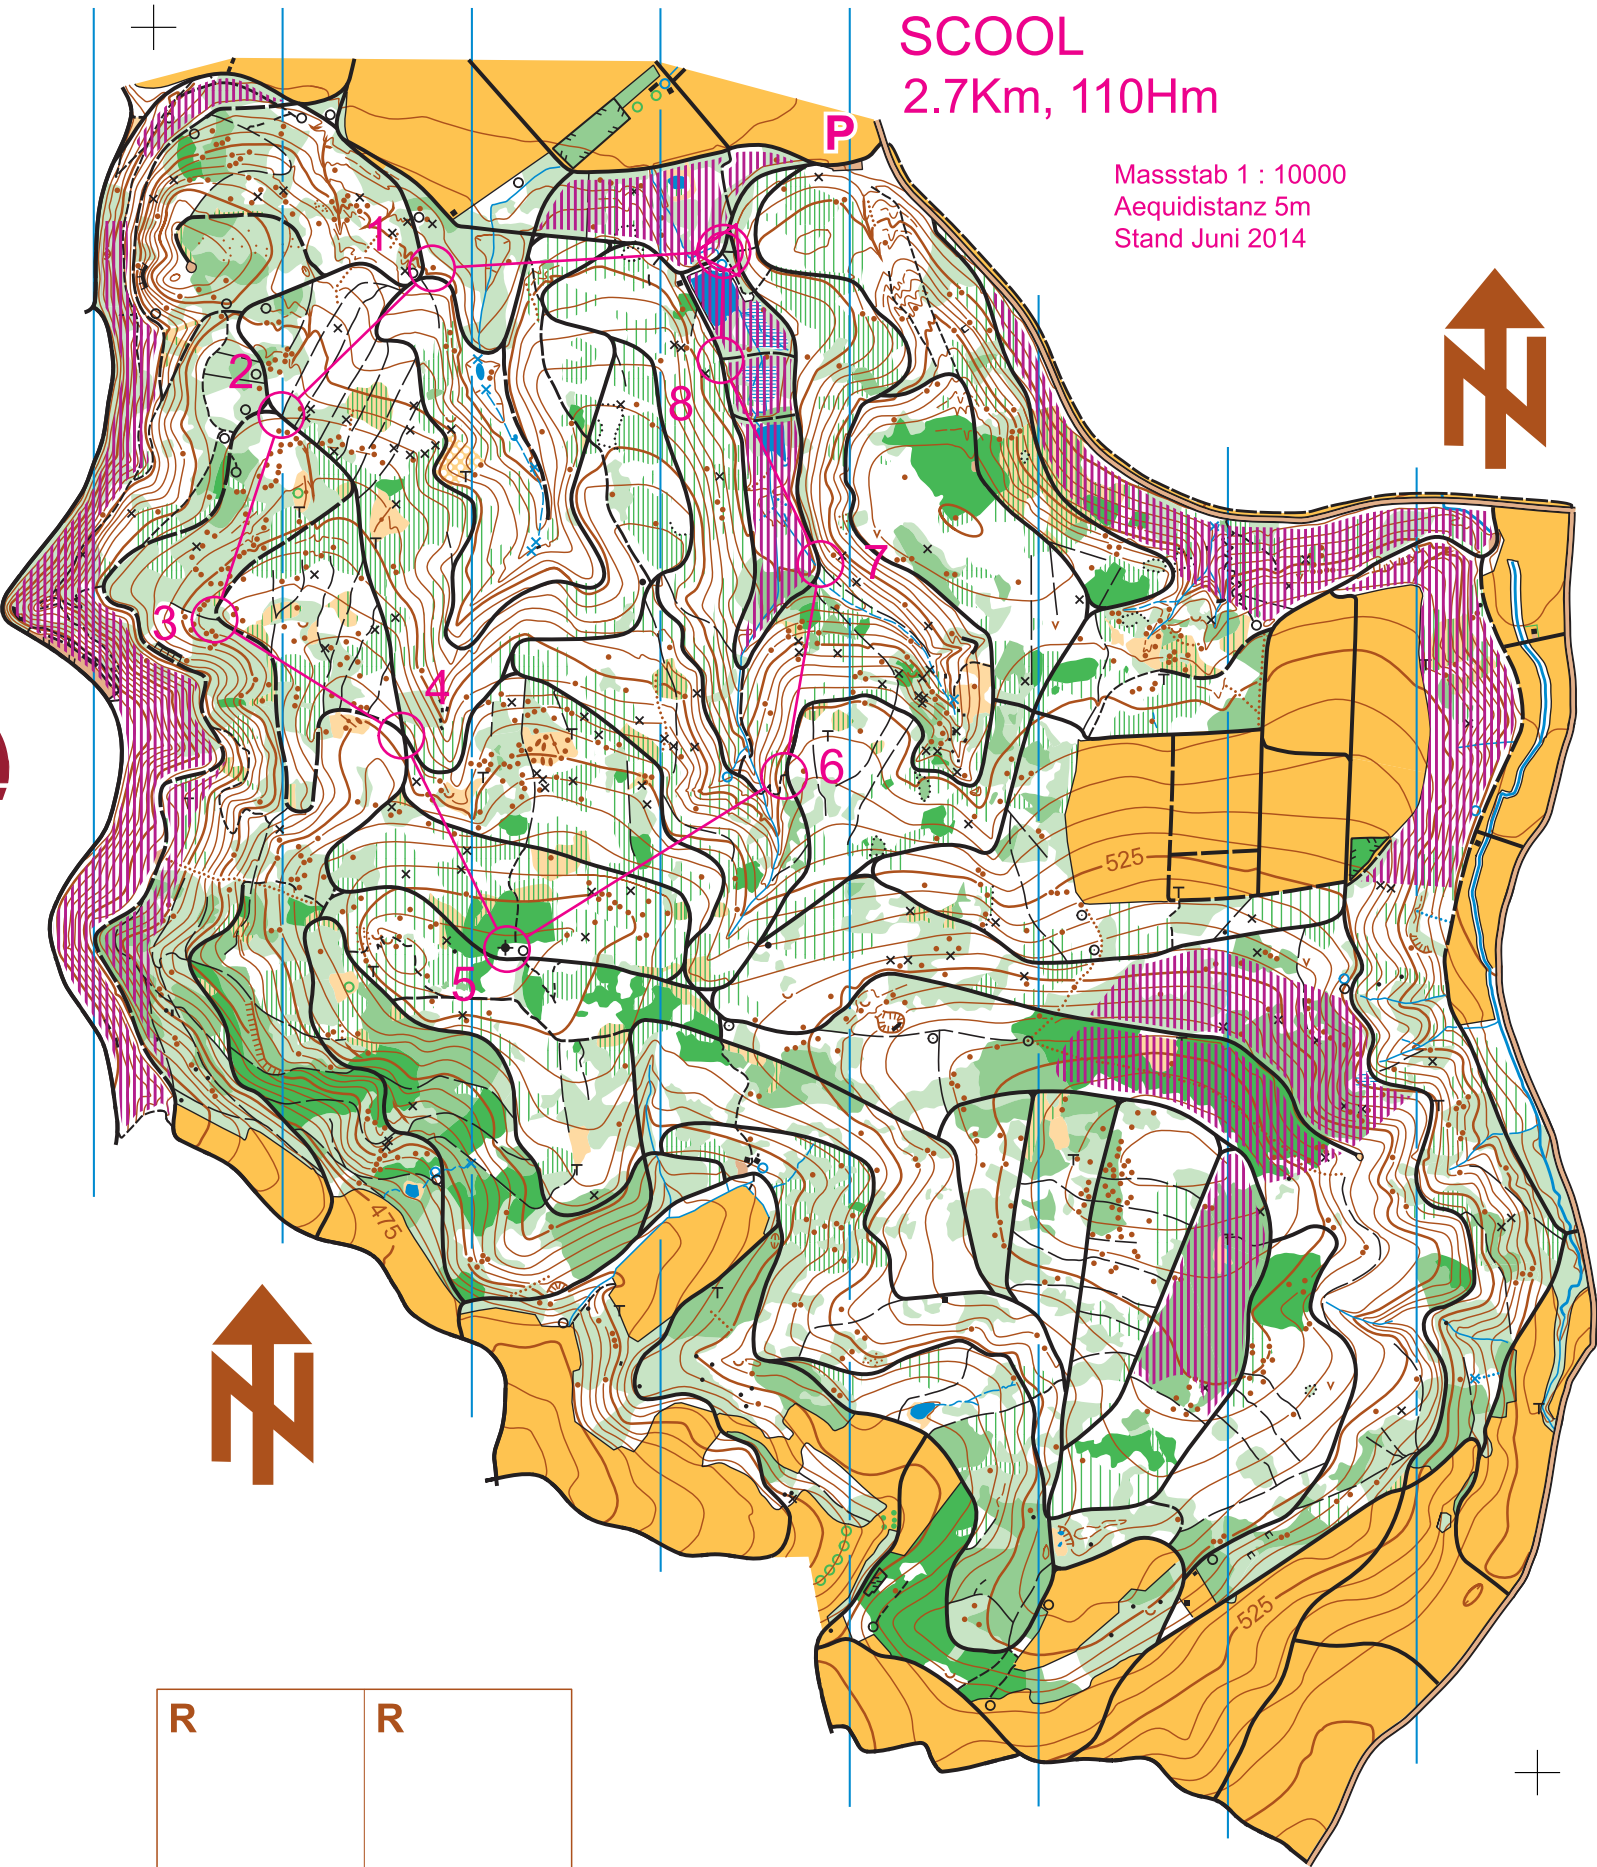 SCOOL
2.7Km, 110Hm
P
Massstab 1 : 10000
Aequidistanz 5m
Stand Juni 2014
1
2
8
7
3
4
6
525
5
475
525
N
N
R R